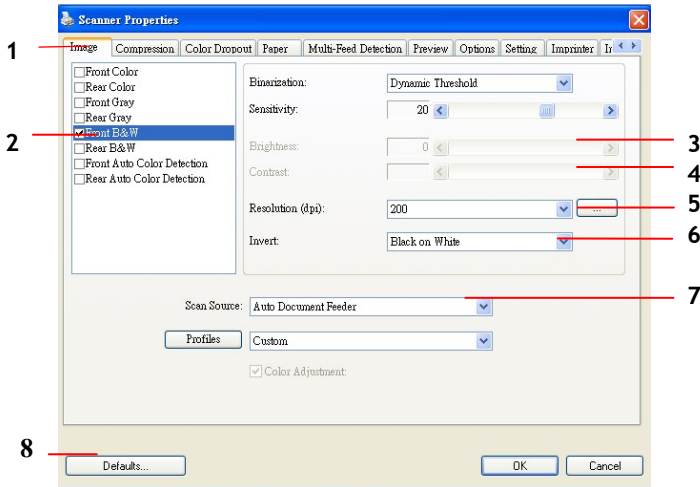 Scanner Properties
1
Image Compression Color Dropout Paper Multi-Feed Detection Preview Options Setting Imprinter
2
Front Color
Rear Color
Front Gray
Rear Gray
Front B&W
Rear B&W
Front Auto Color Detection
Rear Auto Color Detection
Binarization: Dynamic Threshold
Sensitivity: 20
Brightness: 0
3
Contrast:
4
Resolution (dpi): 200 ...
5
Invert: Black on White
6
Scan Source: Auto Document Feeder
7
Profiles Custom
Color Adjustment:
8
Defaults... OK Cancel